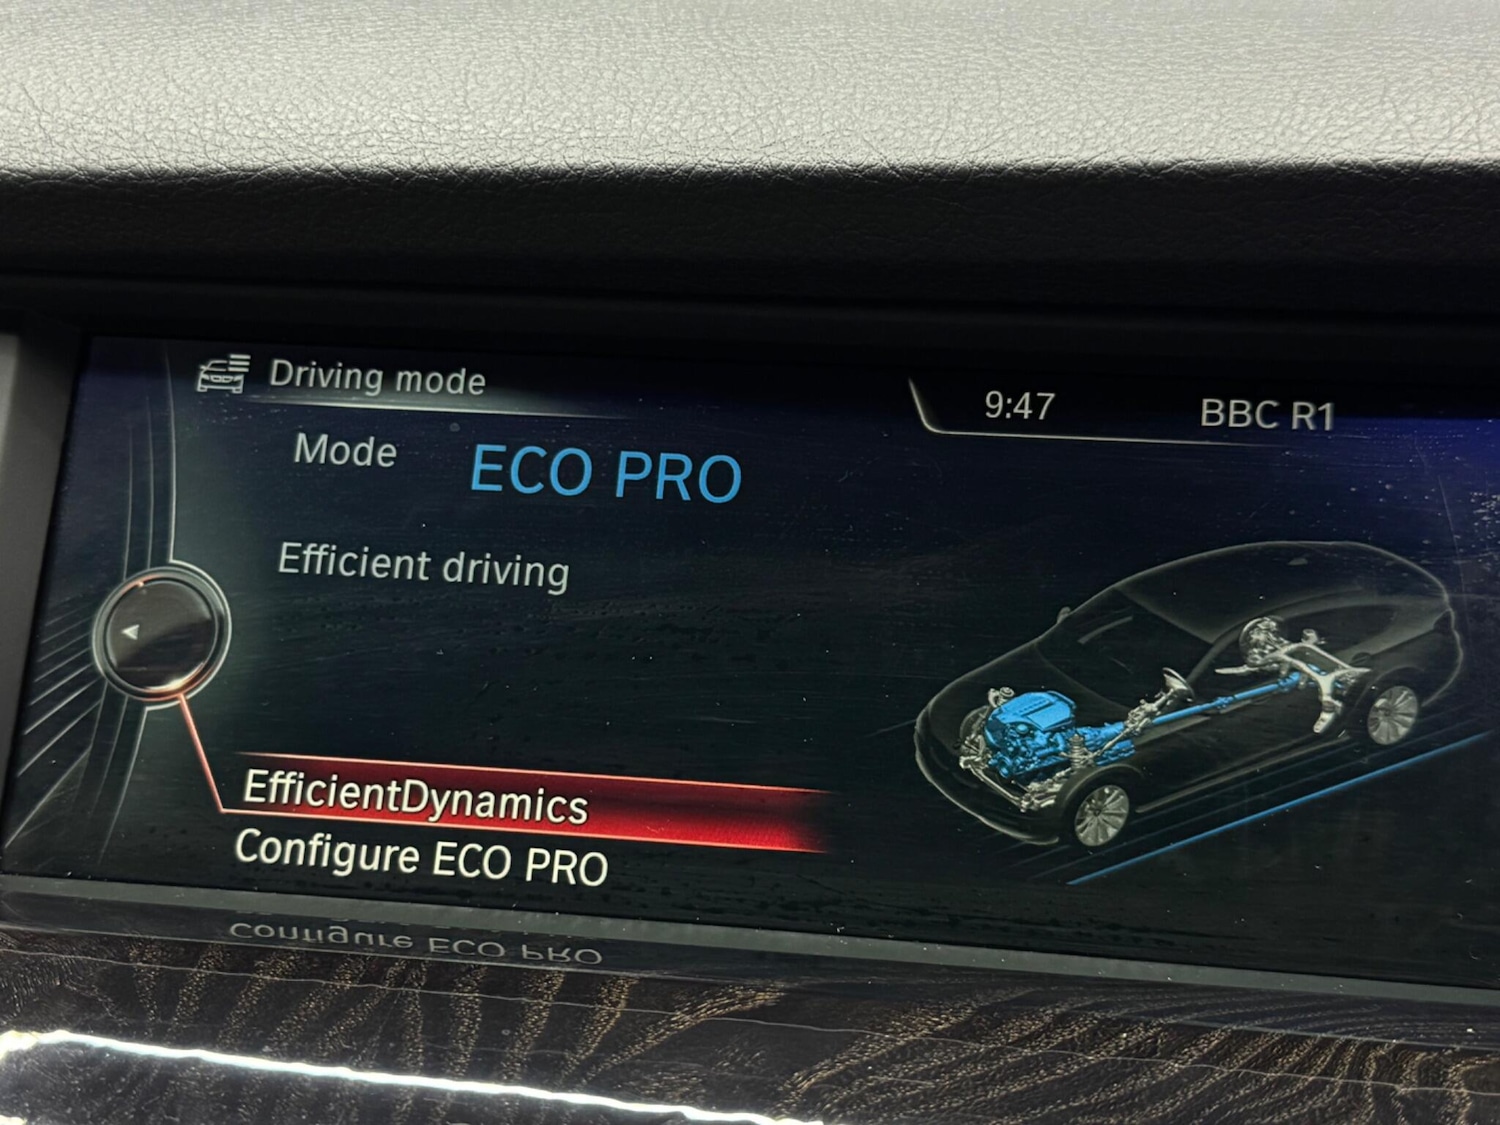 Driving mode
9:47
BBC R1
Mode ECO PRO
Efficient driving
EfficientDynamics
Configure ECO PRO